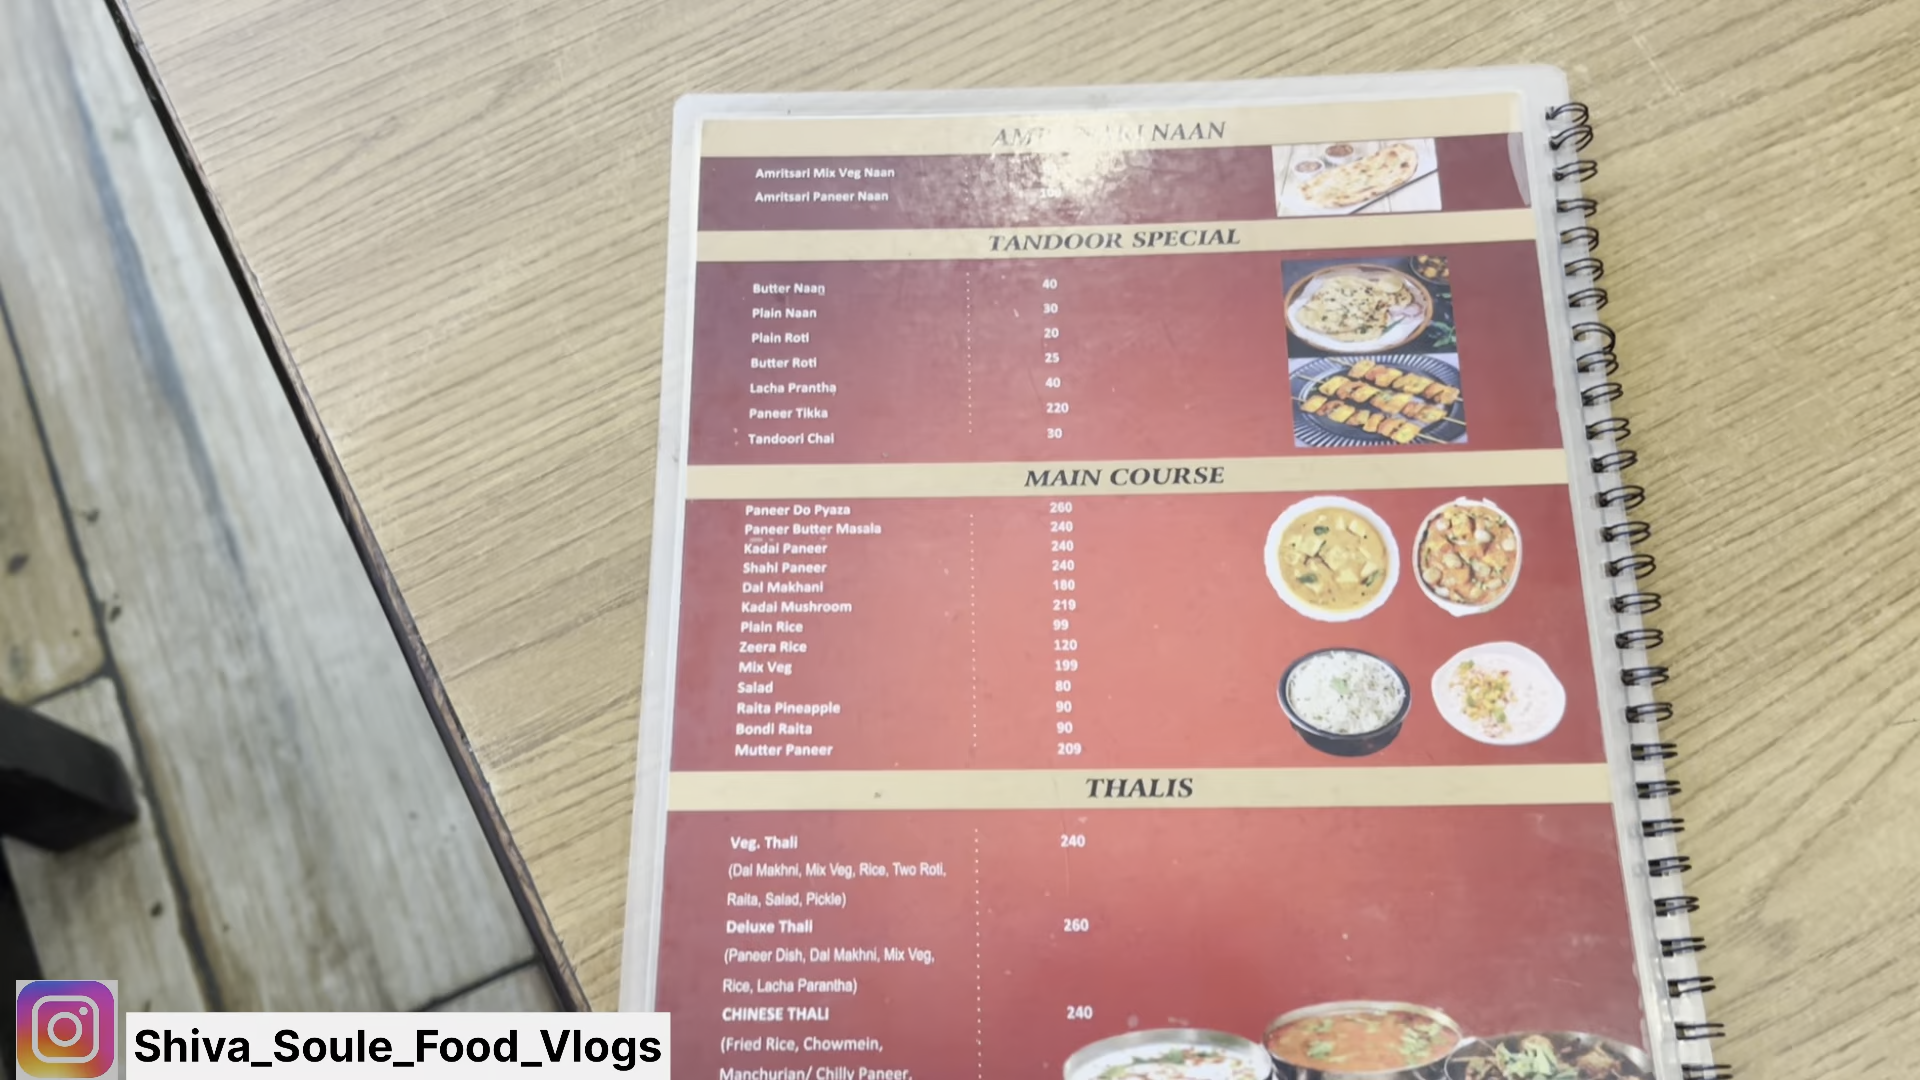 NAAN
Amritsari Mix Veg Naan
Amritsari Paneer Naan
TANDOOR SPECIAL
Butter Naan 40
Plain Naan 30
Plain Roti 20
Butter Roti 25
Lacha Prantha 40
Paneer Tikka 220
Tandoori Chai 30
MAIN COURSE
Paneer Do Pyaza 260
Paneer Butter Masala 240
Kadai Paneer 240
Shahi Paneer 240
Dal Makhani 180
Kadai Mushroom 219
Plain Rice 99
Zeera Rice 120
Mix Veg 199
Salad 80
Raita Pineapple 90
Bondi Raita 90
Mutter Paneer 209
THALIS
Veg. Thali 240
(Dal Makhni, Mix Veg, Rice, Two Roti,
Raita, Salad, Pickle)
Deluxe Thali 260
(Paneer Dish, Dal Makhni, Mix Veg,
Rice, Lacha Parantha)
CHINESE THALI 240
(Fried Rice, Chowmein,
Manchurian/ Chilly Paneer,
Shiva_Soule_Food_Vlogs